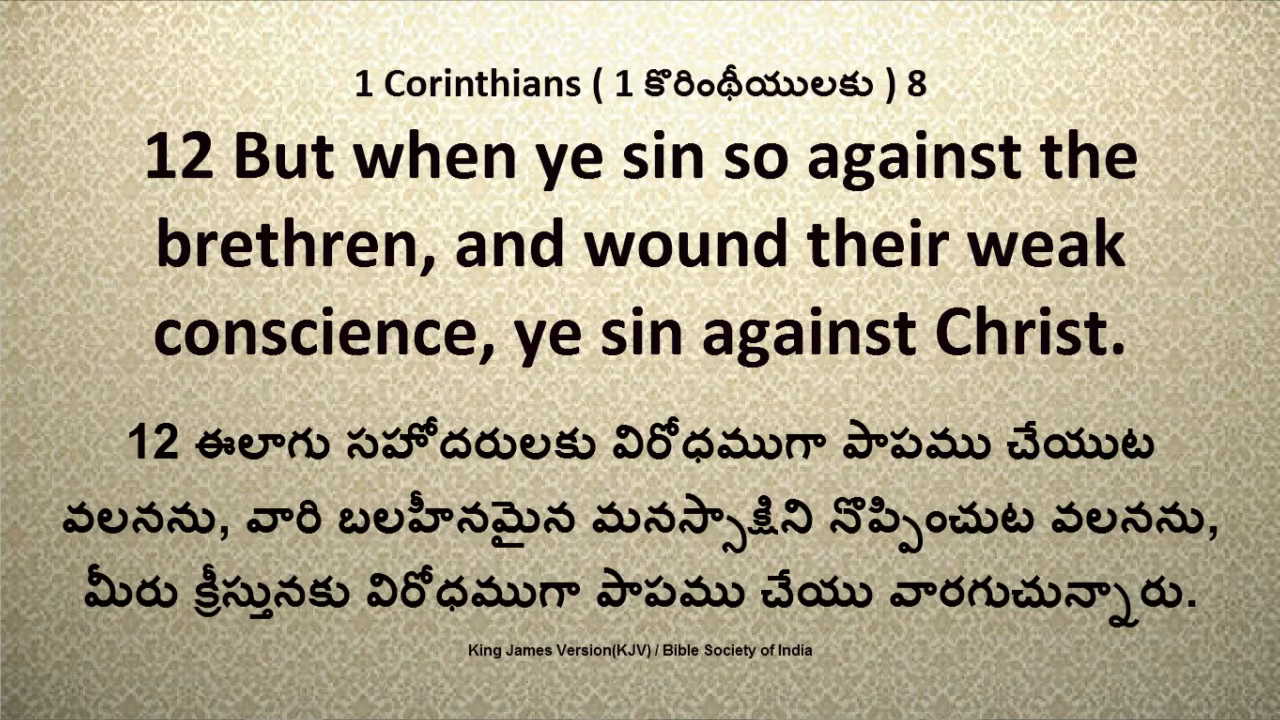 1 Corinthians ( 1 కొరింథీయులకు ) 8
12 But when ye sin so against the
brethren, and wound their weak
conscience, ye sin against Christ.
12 ఈలాగు సహోదరులకు విరోధముగా పాపము చేయుట
వలనను, వారి బలహీనమైన మనస్సాక్షిని నొప్పించుట వలనను,
మీరు క్రీస్తునకు విరోధముగా పాపము చేయు వారగుచున్నారు.
King James Version(KJV) / Bible Society of India